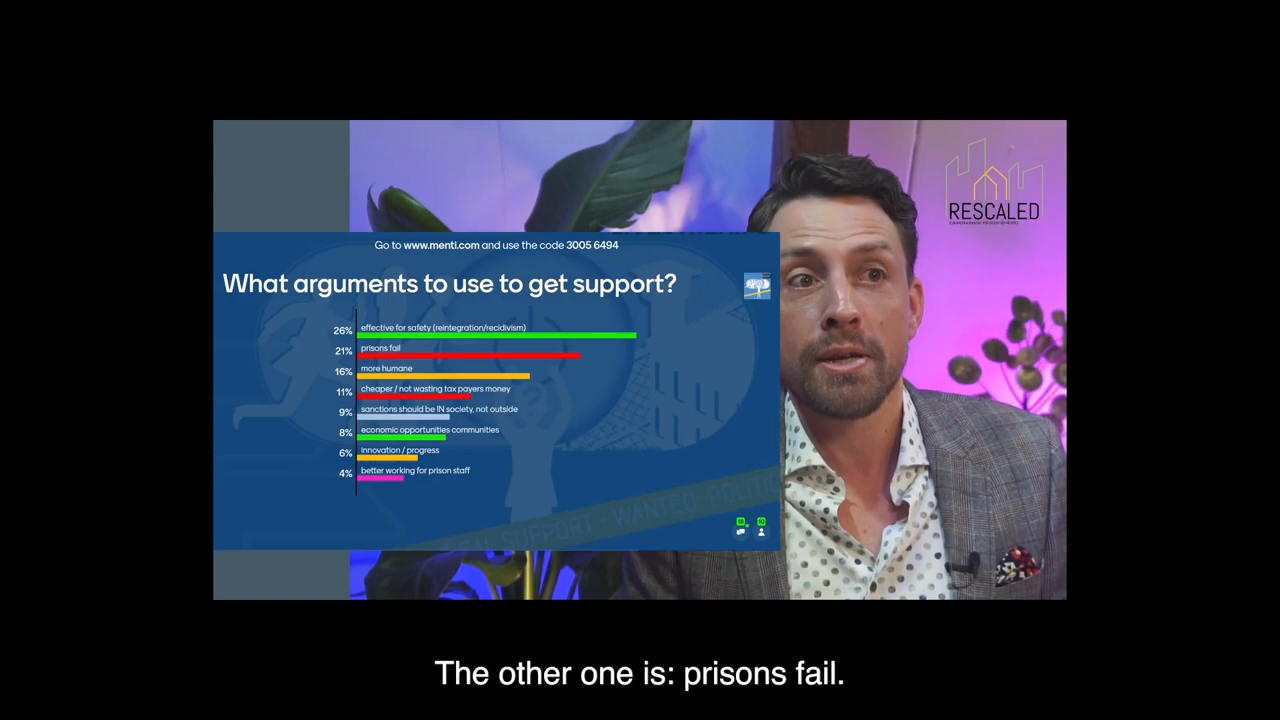 RESCALED
Go to www.menti.com and use the code 3005 6494
What arguments to use to get support?
26% effective for safety (reintegration/recidivism)
21% prisons fail
16% more humane
11% cheaper / not wasting tax payers money
9% sanctions should be IN society, not outside
8% economic opportunities communities
6% innovation / progress
4% better working for prison staff
SUPPORT - WANTED
The other one is: prisons fail.